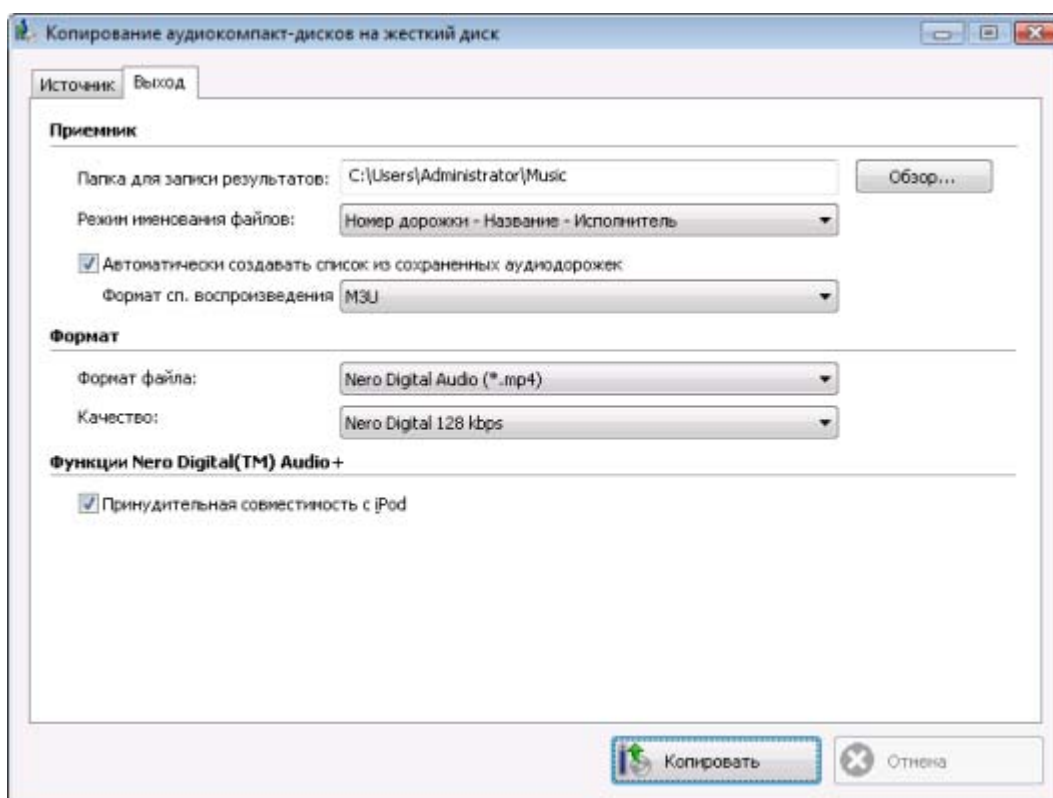 Копирование аудиокомпакт-дисков на жесткий диск
Источник Выход
Приемник
Папка для записи результатов: C:\Users\Administrator\Music Обзор...
Режим именования файлов: Номер дорожки - Название - Исполнитель
Автоматически создавать список из сохраненных аудиодорожек
Формат сп. воспроизведения M3U
Формат
Формат файла: Nero Digital Audio (*.mp4)
Качество: Nero Digital 128 kbps
Функции Nero Digital(TM) Audio+
Принудительная совместимость с iPod
Копировать Отмена